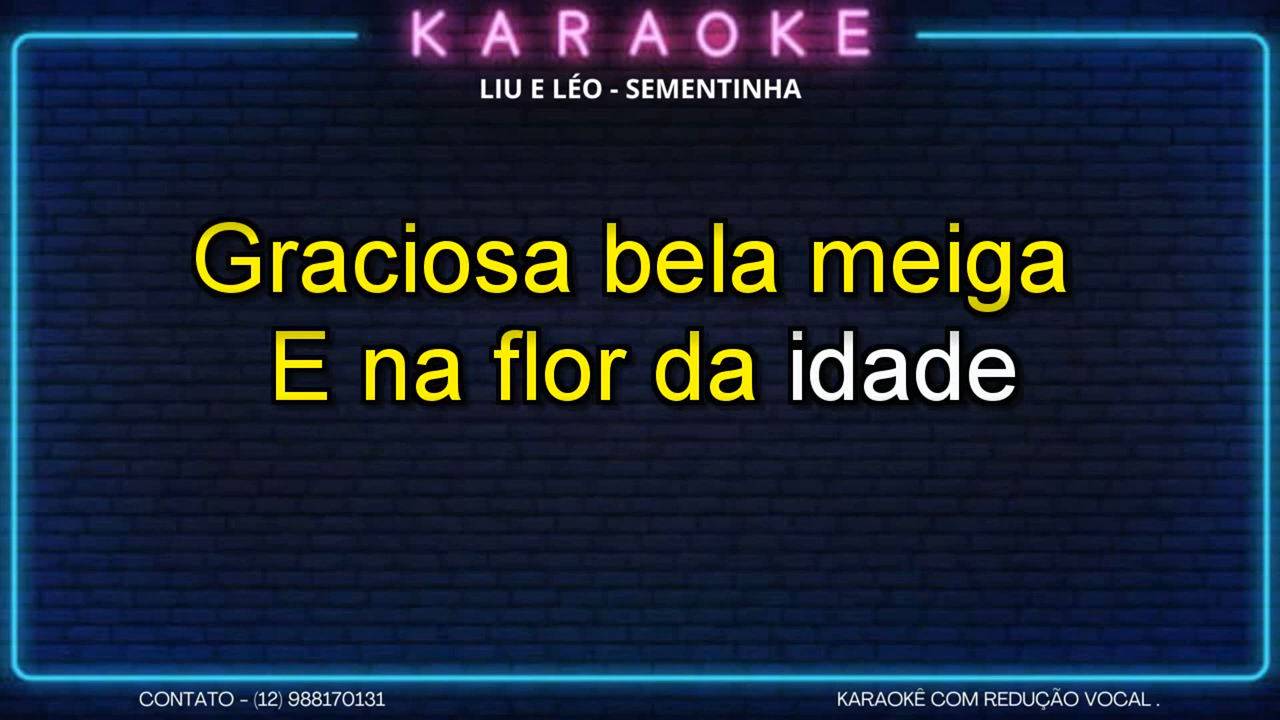 KARAOKE
LIU E LÉO - SEMENTINHA
Graciosa bela meiga
E na flor da idade
CONTATO - (12) 988170131
KARAOKÊ COM REDUÇÃO VOCAL .